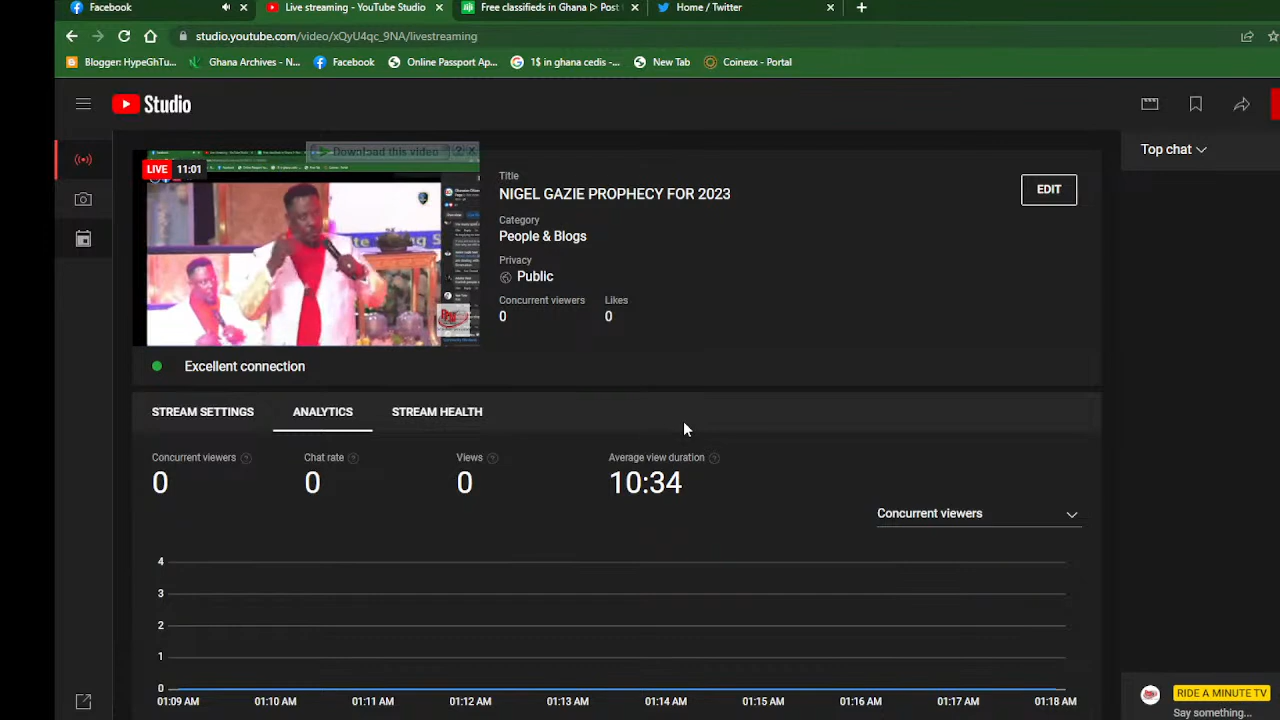 Facebook
Live streaming - YouTube Studio
Free classifieds in Ghana ᐅ Post
Home / Twitter
studio.youtube.com/video/xQyU4qc_9NA/livestreaming
Blogger: HypeGhTu...
Ghana Archives - N...
Facebook
Online Passport Ap...
1$ in ghana cedis -...
New Tab
Coinexx - Portal
Studio
Top chat
Download this video
LIVE 11:01
Title
NIGEL GAZIE PROPHECY FOR 2023
EDIT
Category
People & Blogs
Privacy
Public
Concurrent viewers Likes
0 0
Excellent connection
STREAM SETTINGS ANALYTICS STREAM HEALTH
Concurrent viewers Chat rate Views Average view duration
0 0 0 10:34
Concurrent viewers
4
3
2
1
0
01:09 AM 01:10 AM 01:11 AM 01:12 AM 01:13 AM 01:14 AM 01:15 AM 01:16 AM 01:17 AM 01:18 AM
RIDE A MINUTE TV
Say something...